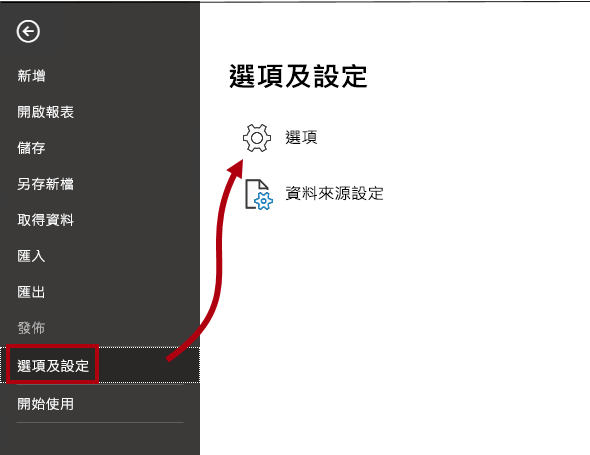 新增
開啟報表
儲存
另存新檔
取得資料
匯入
匯出
發佈
選項及設定
開始使用
選項及設定
選項
資料來源設定